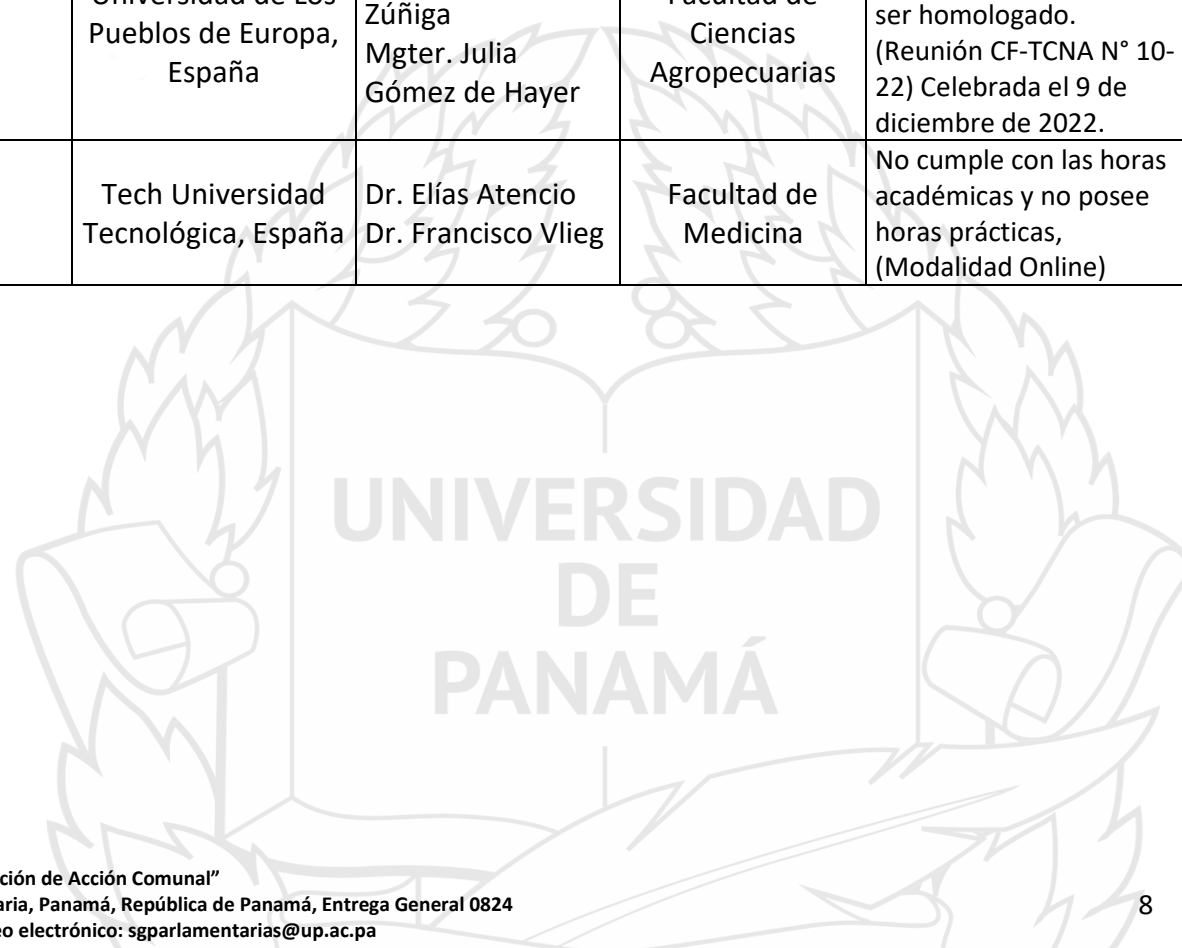 Universidad de Los
Pueblos de Europa,
España
Zúñiga
Mgter. Julia
Gómez de Hayer
Facultad de
Ciencias
Agropecuarias
ser homologado.
(Reunión CF-TCNA N° 10-
22) Celebrada el 9 de
diciembre de 2022.
Tech Universidad
Tecnológica, España
Dr. Elías Atencio
Dr. Francisco Vlieg
Facultad de
Medicina
No cumple con las horas
académicas y no posee
horas prácticas,
(Modalidad Online)
UNIVERSIDAD
DE
PANAMÁ
ción de Acción Comunal”
aria, Panamá, República de Panamá, Entrega General 0824
eo electrónico: sgparlamentarias@up.ac.pa
8